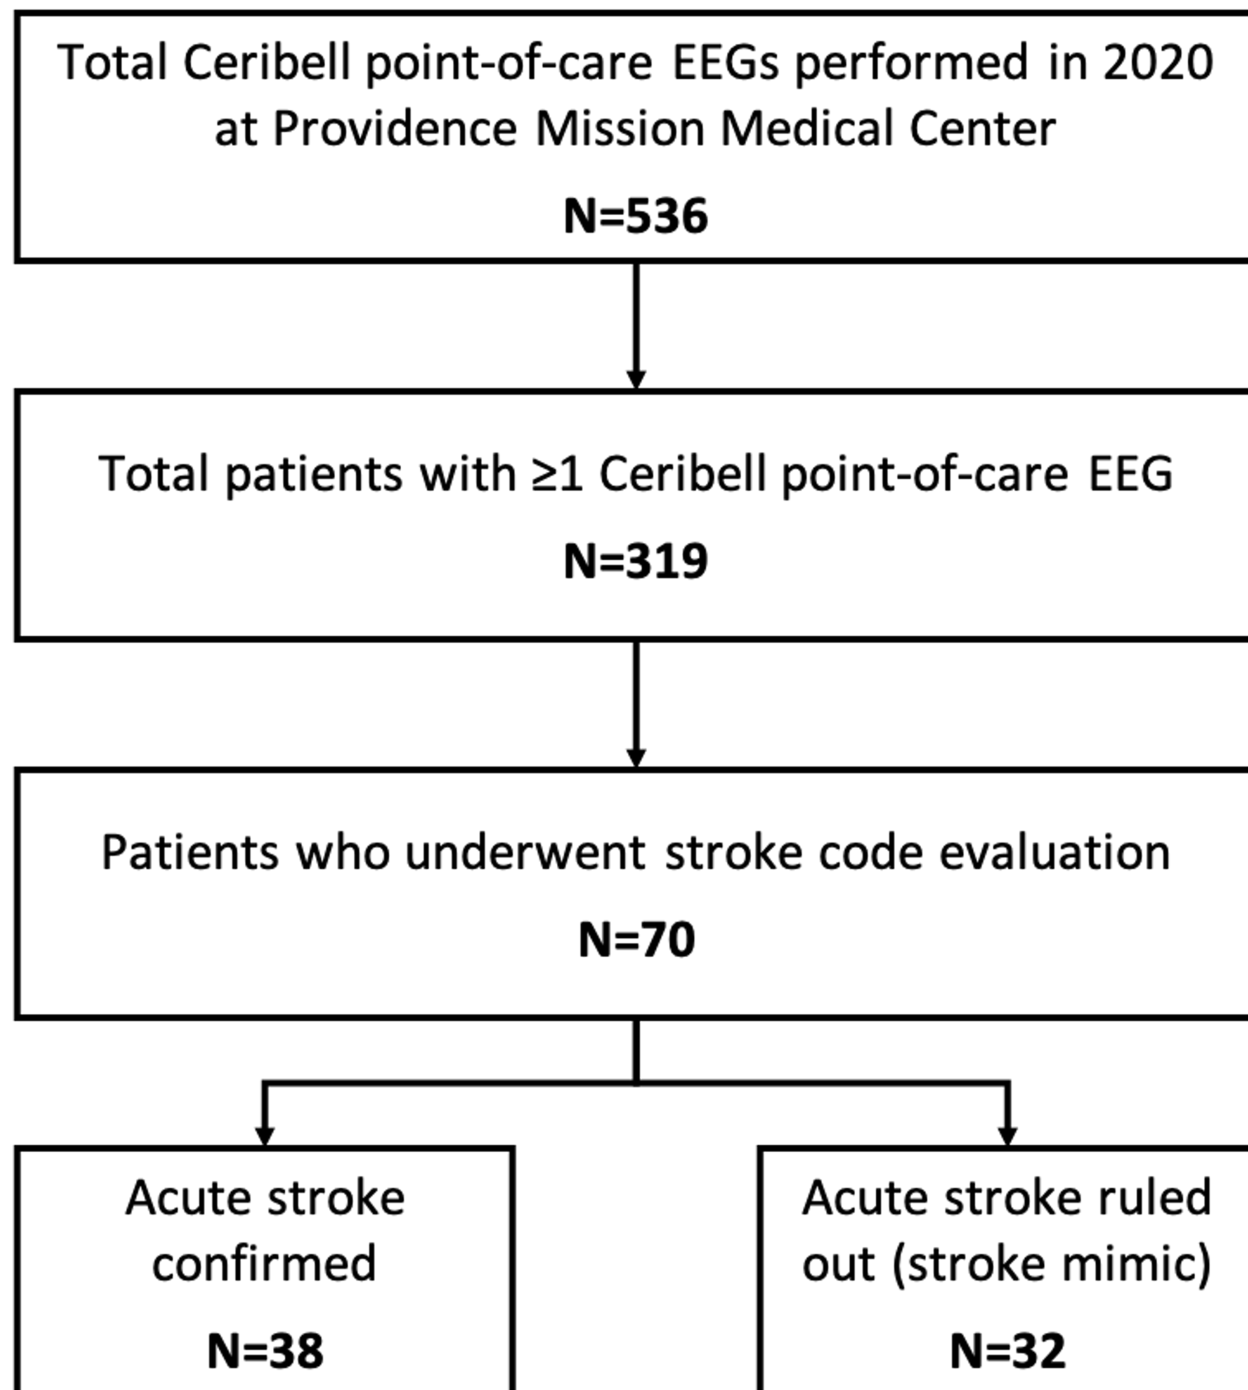 Total Ceribell point-of-care EEGs performed in 2020
at Providence Mission Medical Center
N=536
Total patients with ≥1 Ceribell point-of-care EEG
N=319
Patients who underwent stroke code evaluation
N=70
Acute stroke
confirmed
N=38
Acute stroke ruled
out (stroke mimic)
N=32